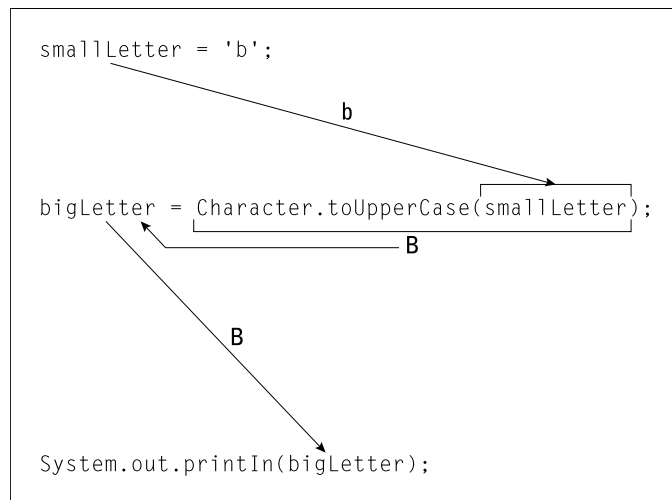 smallLetter = 'b';
b
bigLetter = Character.toUpperCase(smallLetter);
B
B
System.out.printIn(bigLetter);